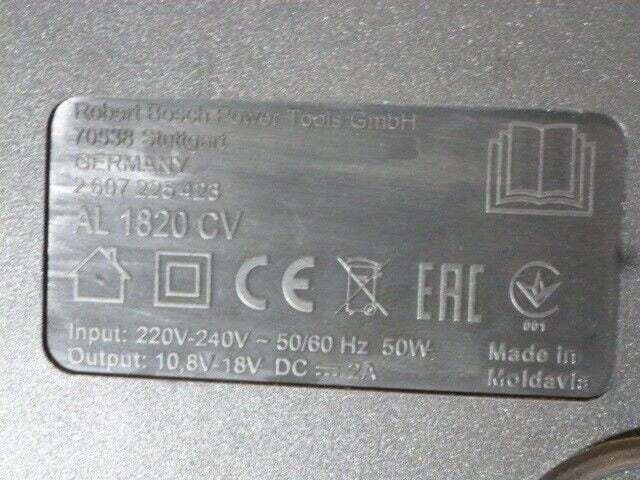 Robert Bosch Power Tools GmbH
70538 Stuttgart
GERMANY
2 607 225 423
AL 1820 CV
CE
EAC
001
Input: 220V-240V ~ 50/60 Hz 50W
Output: 10,8V-18V DC ⎓ 2A
Made in
Moldavia